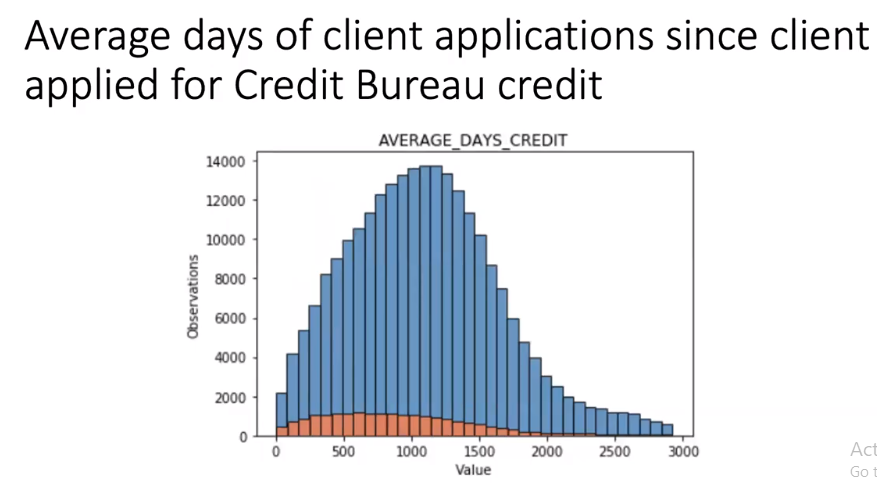 Average days of client applications since client
applied for Credit Bureau credit
AVERAGE_DAYS_CREDIT
14000
12000
10000
8000
6000
4000
2000
0
Observations
0 500 1000 1500 2000 2500 3000
Value
Act
Go t